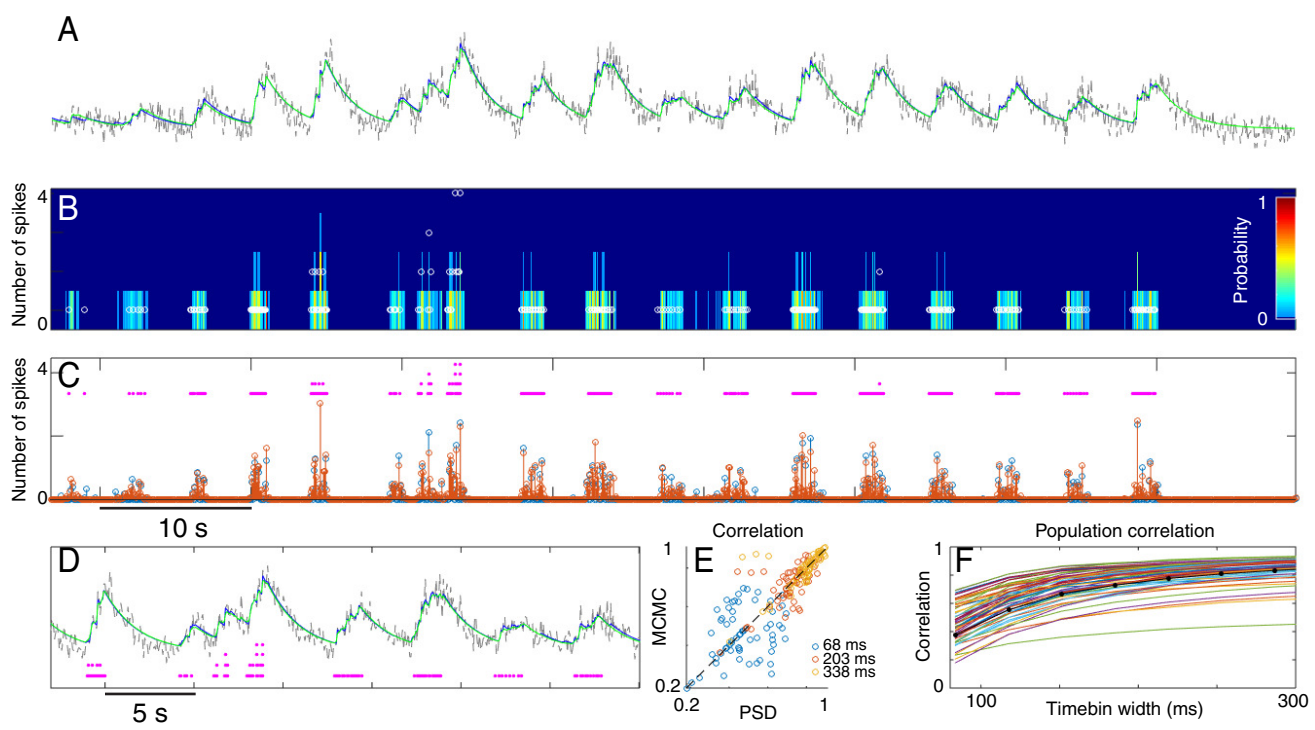 A
B
Number of spikes
4
0
Probability
1
0
C
Number of spikes
4
0
10 s
D
5 s
Correlation
E
MCMC
1
0.2
0.2
PSD
1
68 ms
203 ms
338 ms
Population correlation
F
Correlation
1
0
100
Timebin width (ms)
300